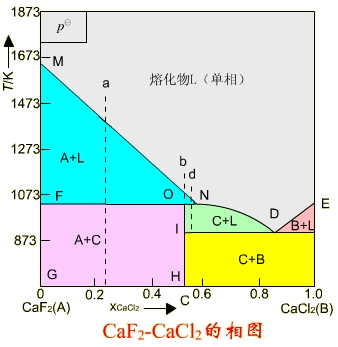 1873
p⊖
1673
M
T/K
a
熔化物L（单相）
1473
1273
A+L
b
d
1073
F
O
N
E
D
C+L
B+L
I
873
A+C
C+B
G
H
0
0.2
0.4
C
0.6
0.8
1.0
CaF₂(A)
xCaCl₂
CaCl₂(B)
CaF₂-CaCl₂的相图